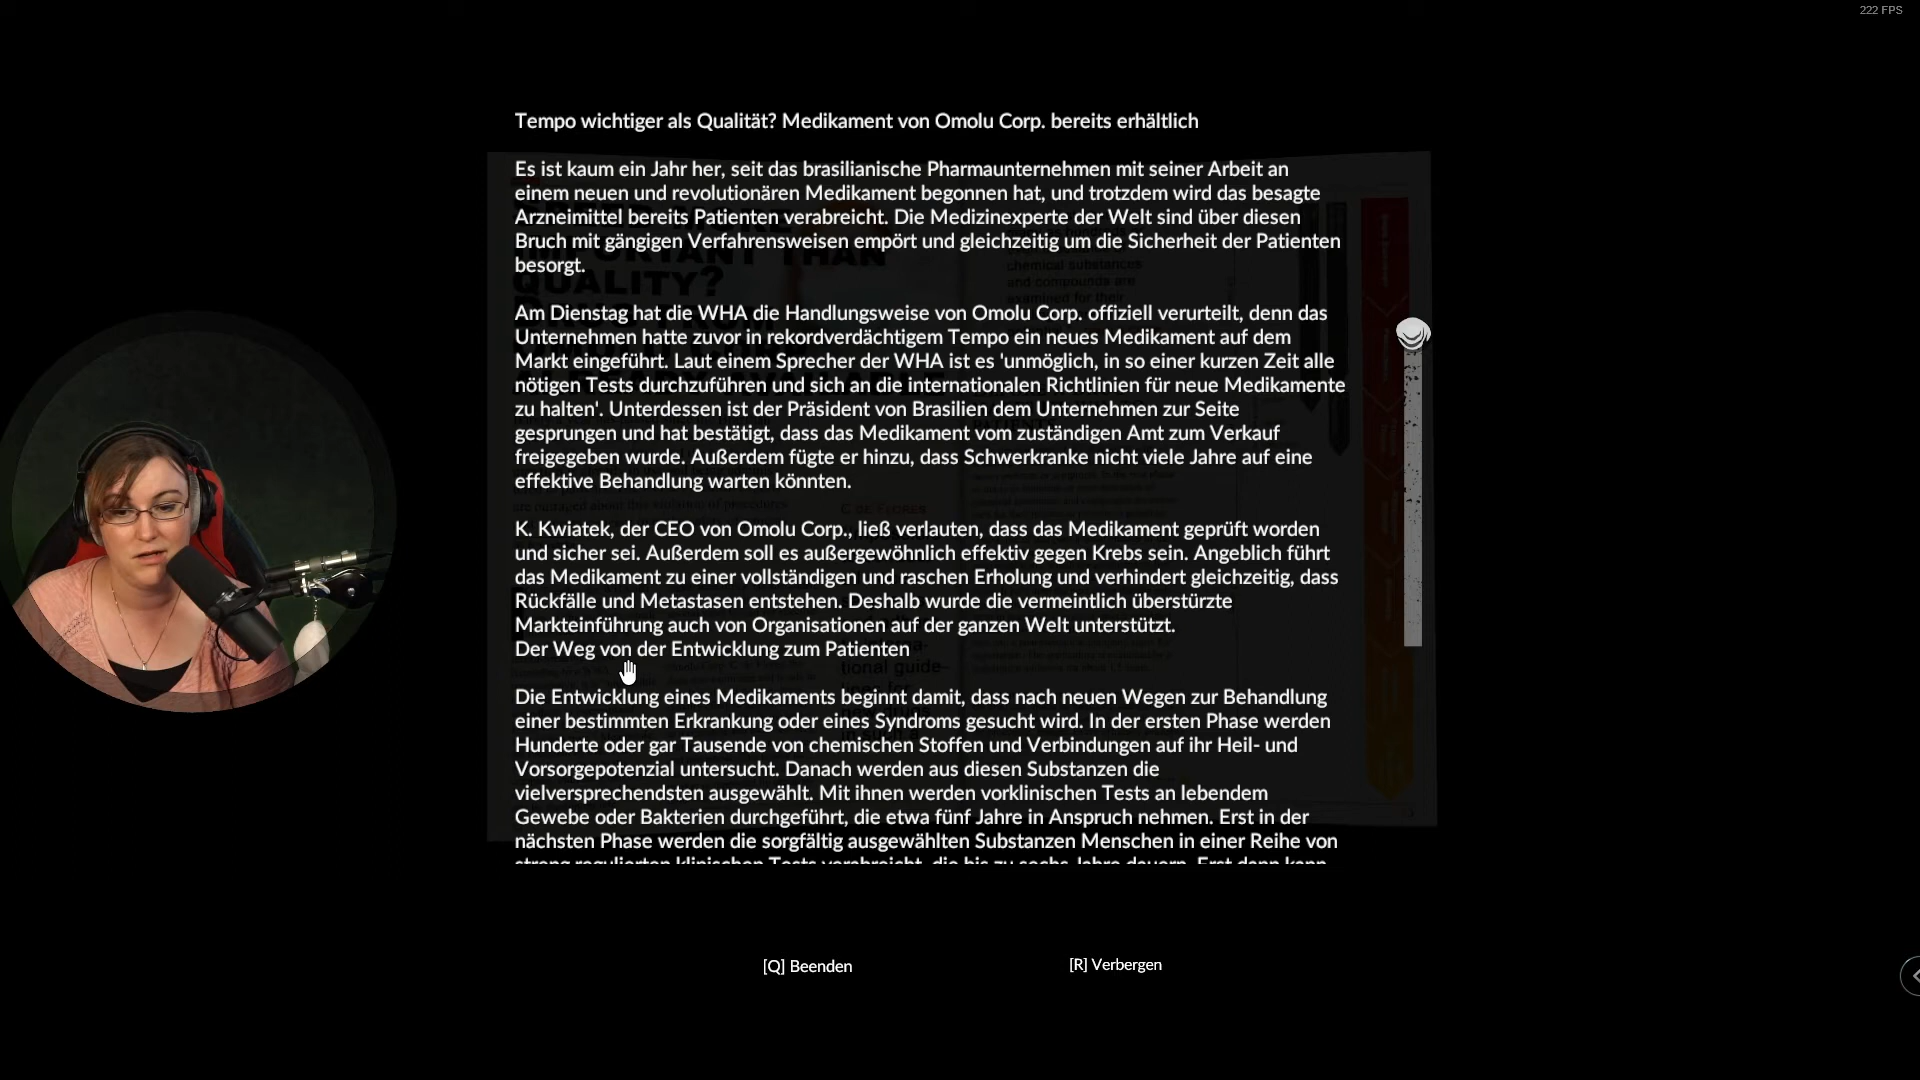 222 FPS
Tempo wichtiger als Qualität? Medikament von Omolu Corp. bereits erhältlich
Es ist kaum ein Jahr her, seit das brasilianische Pharmaunternehmen mit seiner Arbeit an
einem neuen und revolutionären Medikament begonnen hat, und trotzdem wird das besagte
Arzneimittel bereits Patienten verabreicht. Die Medizinexperte der Welt sind über diesen
Bruch mit gängigen Verfahrensweisen empört und gleichzeitig um die Sicherheit der Patienten
besorgt.
Am Dienstag hat die WHA die Handlungsweise von Omolu Corp. offiziell verurteilt, denn das
Unternehmen hatte zuvor in rekordverdächtigem Tempo ein neues Medikament auf dem
Markt eingeführt. Laut einem Sprecher der WHA ist es 'unmöglich, in so einer kurzen Zeit alle
nötigen Tests durchzuführen und sich an die internationalen Richtlinien für neue Medikamente
zu halten'. Unterdessen ist der Präsident von Brasilien dem Unternehmen zur Seite
gesprungen und hat bestätigt, dass das Medikament vom zuständigen Amt zum Verkauf
freigegeben wurde. Außerdem fügte er hinzu, dass Schwerkranke nicht viele Jahre auf eine
effektive Behandlung warten könnten.
K. Kwiatek, der CEO von Omolu Corp., ließ verlauten, dass das Medikament geprüft worden
und sicher sei. Außerdem soll es außergewöhnlich effektiv gegen Krebs sein. Angeblich führt
das Medikament zu einer vollständigen und raschen Erholung und verhindert gleichzeitig, dass
Rückfälle und Metastasen entstehen. Deshalb wurde die vermeintlich überstürzte
Markteinführung auch von Organisationen auf der ganzen Welt unterstützt.
Der Weg von der Entwicklung zum Patienten
Die Entwicklung eines Medikaments beginnt damit, dass nach neuen Wegen zur Behandlung
einer bestimmten Erkrankung oder eines Syndroms gesucht wird. In der ersten Phase werden
Hunderte oder gar Tausende von chemischen Stoffen und Verbindungen auf ihr Heil- und
Vorsorgepotenzial untersucht. Danach werden aus diesen Substanzen die
vielversprechendsten ausgewählt. Mit ihnen werden vorklinischen Tests an lebendem
Gewebe oder Bakterien durchgeführt, die etwa fünf Jahre in Anspruch nehmen. Erst in der
nächsten Phase werden die sorgfältig ausgewählten Substanzen Menschen in einer Reihe von
streng regulierten klinischen Tests verabreicht, die bis zu sechs Jahre dauern. Erst dann kann
[Q] Beenden
[R] Verbergen